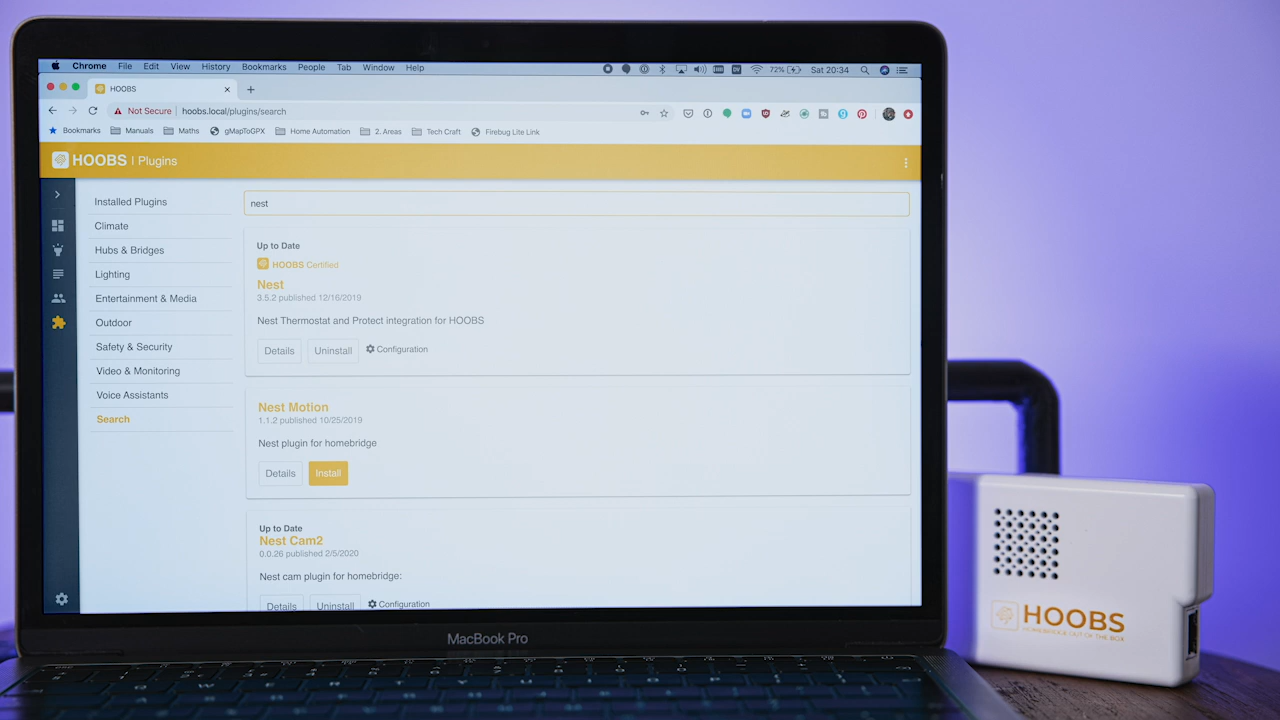 Chrome File Edit View History Bookmarks People Tab Window Help 72% Sat 20:34
HOOBS
Not Secure hoobs.local/plugins/search
Bookmarks Manuals Maths gMapToGPX Home Automation 2. Areas Tech Craft Firebug Lite Link
HOOBS | Plugins
Installed Plugins
Climate
Hubs & Bridges
Lighting
Entertainment & Media
Outdoor
Safety & Security
Video & Monitoring
Voice Assistants
Search
nest
Up to Date
HOOBS Certified
Nest
3.5.2 published 12/16/2019
Nest Thermostat and Protect integration for HOOBS
Details Uninstall Configuration
Nest Motion
1.1.2 published 10/25/2019
Nest plugin for homebridge
Details Install
Up to Date
Nest Cam2
0.0.26 published 2/5/2020
Nest cam plugin for homebridge:
Details Uninstall Configuration
MacBook Pro
HOOBS
HOMEBRIDGE OUT OF THE BOX